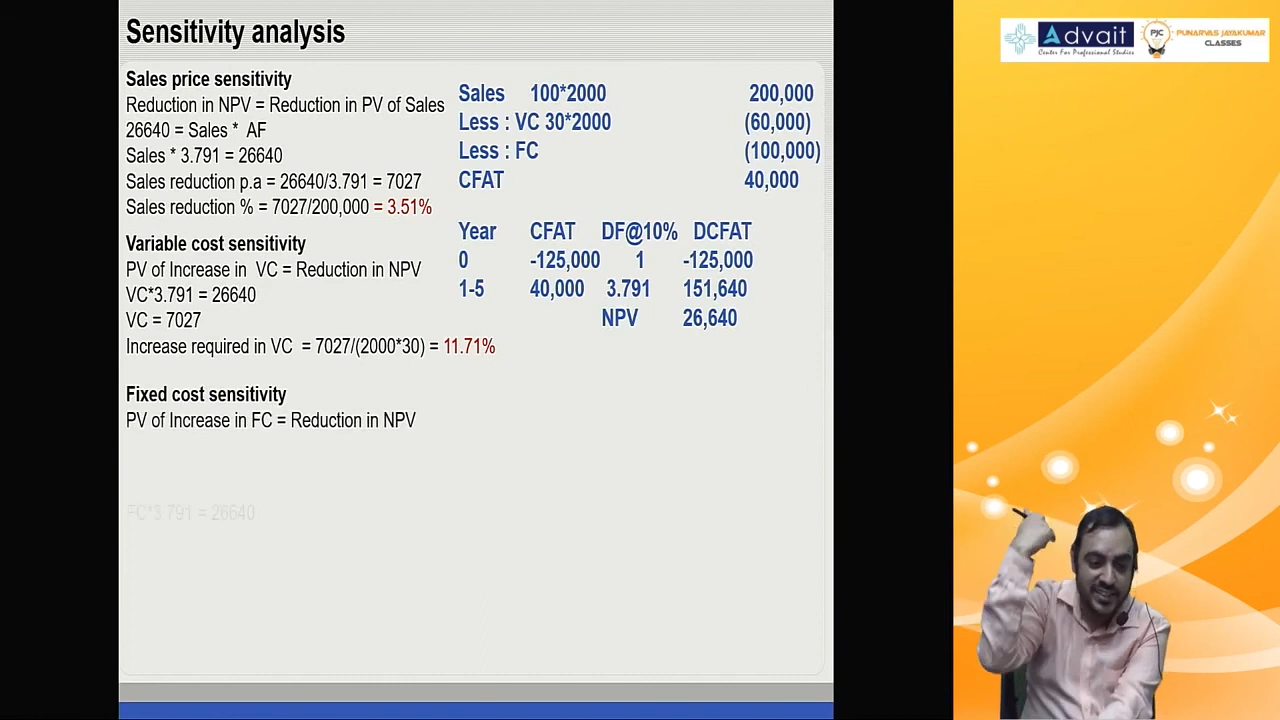 Sensitivity analysis
Sales price sensitivity
Reduction in NPV = Reduction in PV of Sales
26640 = Sales * AF
Sales * 3.791 = 26640
Sales reduction p.a = 26640/3.791 = 7027
Sales reduction % = 7027/200,000 = 3.51%
Variable cost sensitivity
PV of Increase in VC = Reduction in NPV
VC*3.791 = 26640
VC = 7027
Increase required in VC = 7027/(2000*30) = 11.71%
Fixed cost sensitivity
PV of Increase in FC = Reduction in NPV
FC*3.791 = 26640
Sales 100*2000 200,000
Less : VC 30*2000 (60,000)
Less : FC (100,000)
CFAT 40,000
Year CFAT DF@10% DCFAT
0 -125,000 1 -125,000
1-5 40,000 3.791 151,640
NPV 26,640
Advait
Center For Professional Studies
PJC
PUNARVAS JAYAKUMAR
CLASSES